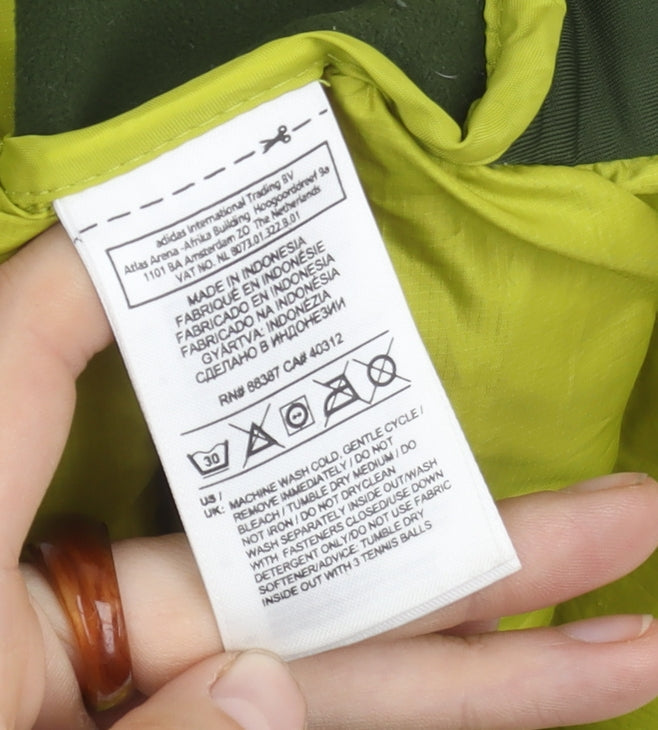 adidas International Trading BV
Atlas Arena -Afrika Building Hoogoorddreef 9a
1101 BA Amsterdam ZO The Netherlands
VAT NO. NL 8073.01.322.B.01
MADE IN INDONESIA
FABRIQUÉ EN INDONÉSIE
FABRICADO EN INDONESIA
FABRICADO NA INDONÉSIA
GYÁRTVA: INDONÉZIA
СДЕЛАНО В ИНДОНЕЗИИ
RN# 88387 CA# 40312
30
US /
UK: MACHINE WASH COLD, GENTLE CYCLE /
REMOVE IMMEDIATELY / DO NOT
BLEACH / TUMBLE DRY MEDIUM / DO
NOT IRON / DO NOT DRYCLEAN
WASH SEPARATELY INSIDE OUT/WASH
WITH FASTENERS CLOSED/USE DOWN
DETERGENT ONLY/DO NOT USE FABRIC
SOFTENER/ADVICE: TUMBLE DRY
INSIDE OUT WITH 3 TENNIS BALLS